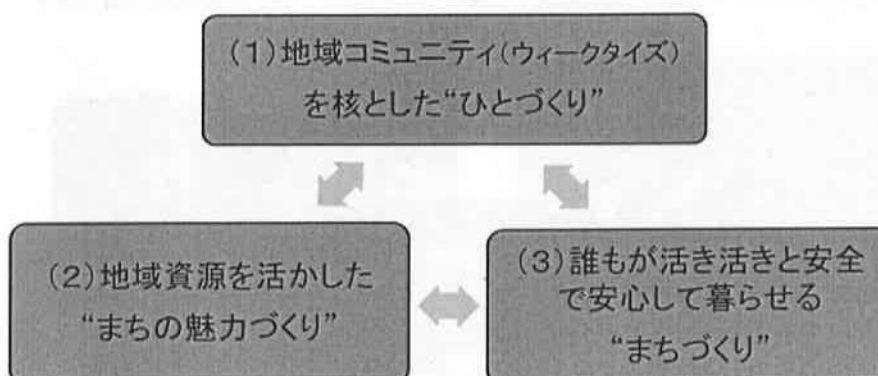 (1)地域コミュニティ(ウィークタイズ)
を核とした“ひとづくり”
(2)地域資源を活かした
“まちの魅力づくり”
(3)誰もが活き活きと安全
で安心して暮らせる
“まちづくり”